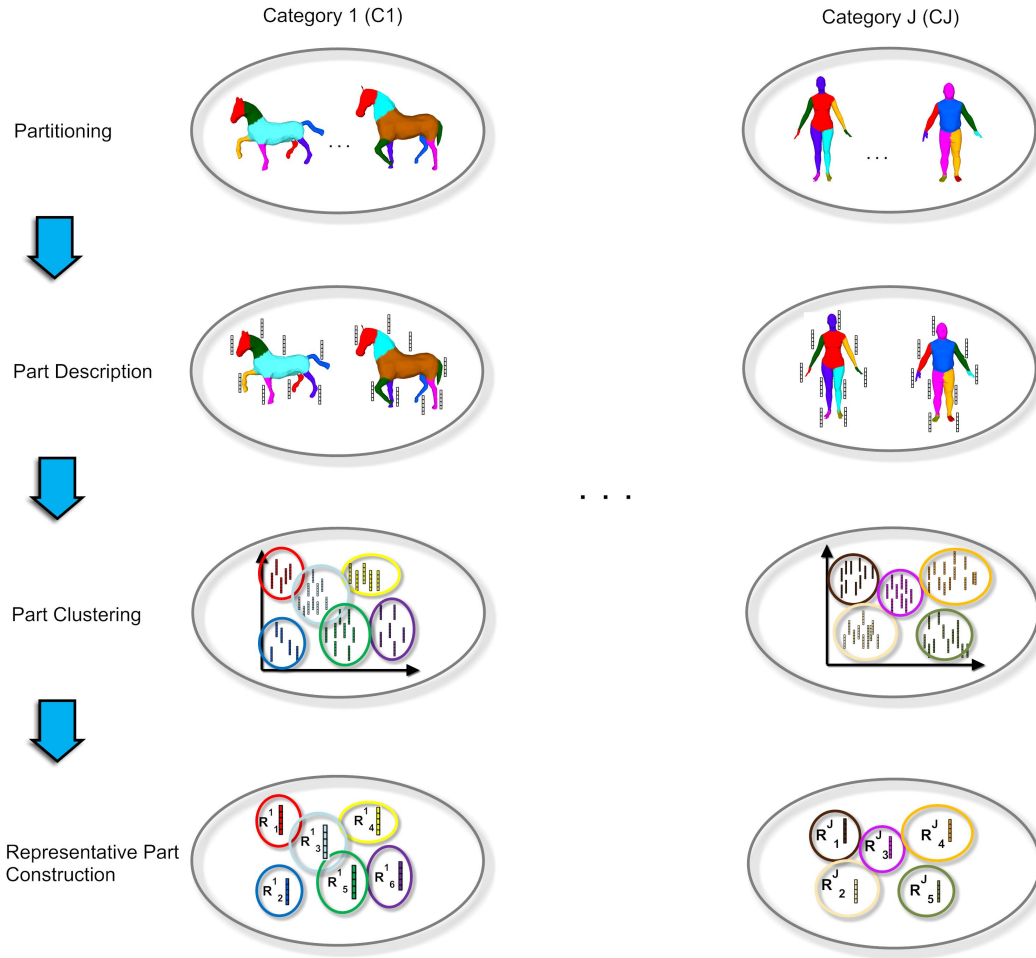 Category 1 (C1)
Category J (CJ)
Partitioning
. . .
. . .
Part Description
. . .
Part Clustering
Representative Part
Construction
R 1 1
R 1 2
R 1 3
R 1 4
R 1 5
R 1 6
R J 1
R J 2
R J 3
R J 4
R J 5